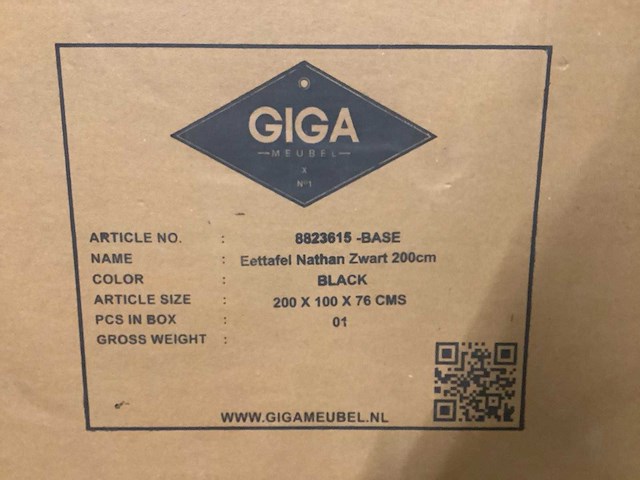 GIGA
MEUBEL
X
Nº1
ARTICLE NO. : 8823615 -BASE
NAME : Eettafel Nathan Zwart 200cm
COLOR : BLACK
ARTICLE SIZE : 200 X 100 X 76 CMS
PCS IN BOX : 01
GROSS WEIGHT :
WWW.GIGAMEUBEL.NL